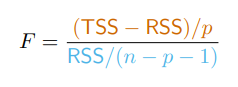 F = (TSS − RSS)/p
RSS/(n − p − 1)